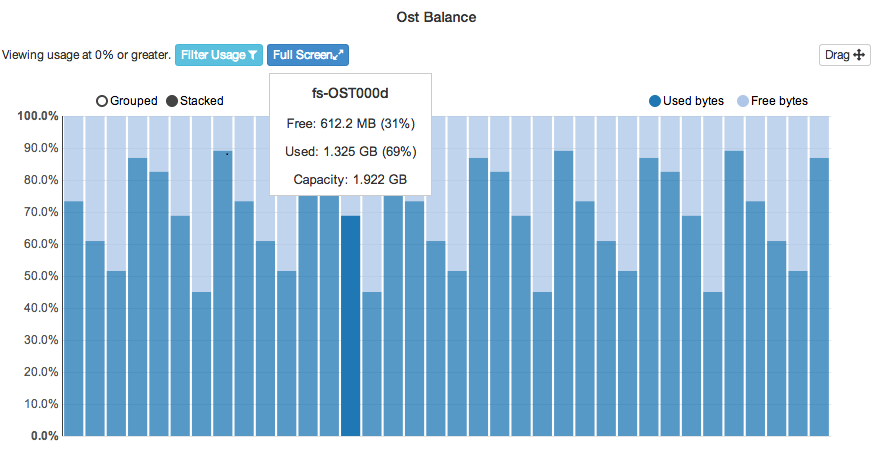 Ost Balance
Viewing usage at 0% or greater. Filter Usage Full Screen Drag
fs-OST000d
Free: 612.2 MB (31%)
Used: 1.325 GB (69%)
Capacity: 1.922 GB
Grouped Stacked Used bytes Free bytes
100.0%
90.0%
80.0%
70.0%
60.0%
50.0%
40.0%
30.0%
20.0%
10.0%
0.0%